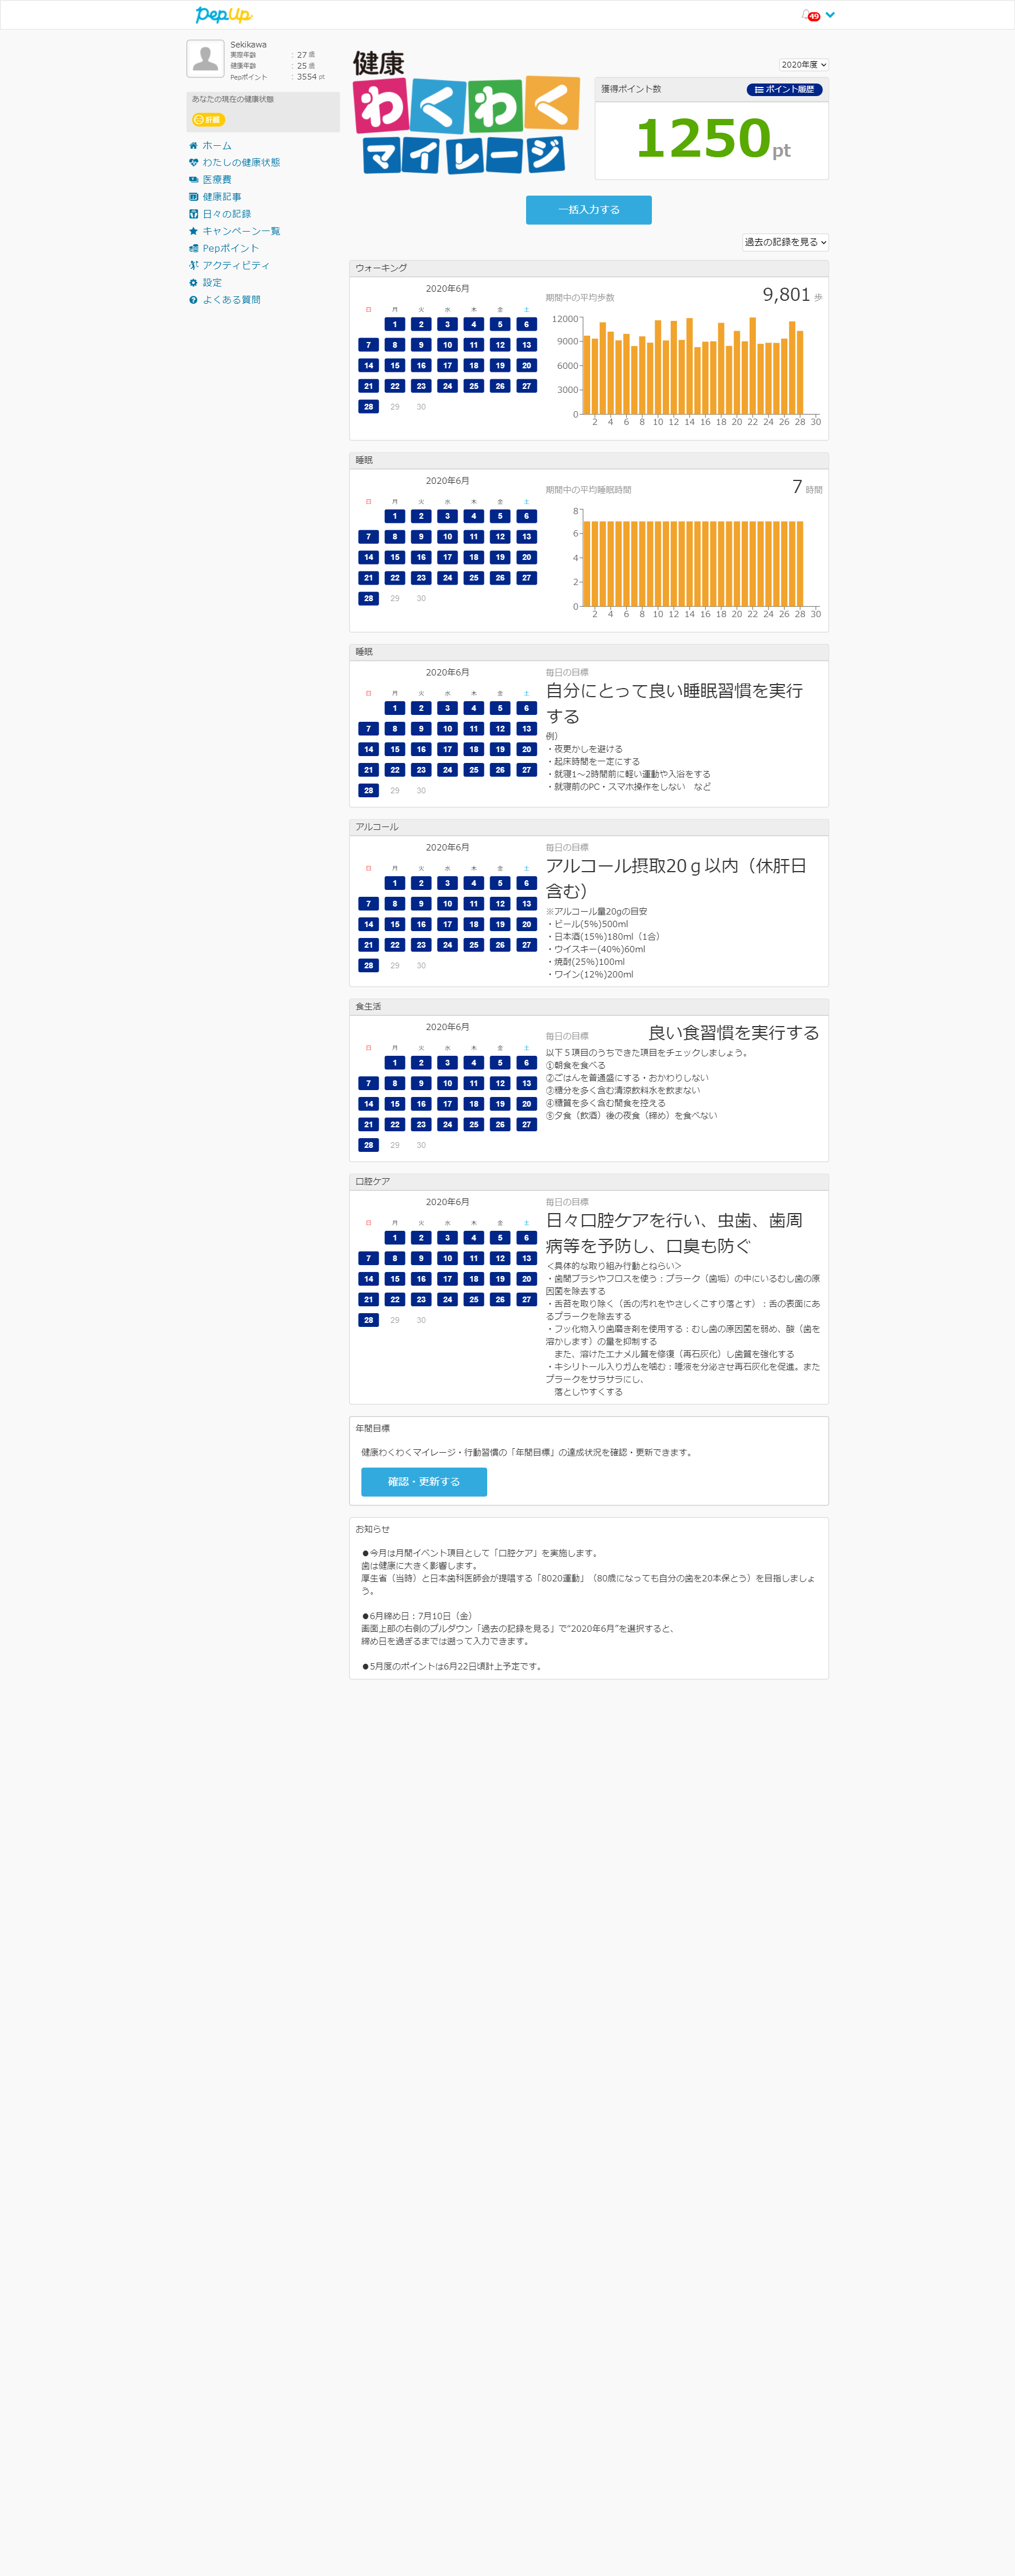 PepUp
49
Sekikawa
実際年齢 : 27 歳
健康年齢 : 25 歳
Pepポイント : 3554 pt
あなたの現在の健康状態
肝臓
ホーム
わたしの健康状態
医療費
健康記事
日々の記録
キャンペーン一覧
Pepポイント
アクティビティ
設定
よくある質問
健康
わくわく
マイレージ
2020年度
獲得ポイント数
ポイント履歴
1250pt
一括入力する
過去の記録を見る
ウォーキング
2020年6月
日 月 火 水 木 金 土
1 2 3 4 5 6
7 8 9 10 11 12 13
14 15 16 17 18 19 20
21 22 23 24 25 26 27
28 29 30
期間中の平均歩数 9,801 歩
12000
9000
6000
3000
0
2 4 6 8 10 12 14 16 18 20 22 24 26 28 30
睡眠
2020年6月
日 月 火 水 木 金 土
1 2 3 4 5 6
7 8 9 10 11 12 13
14 15 16 17 18 19 20
21 22 23 24 25 26 27
28 29 30
期間中の平均睡眠時間 7 時間
8
6
4
2
0
2 4 6 8 10 12 14 16 18 20 22 24 26 28 30
睡眠
2020年6月
日 月 火 水 木 金 土
1 2 3 4 5 6
7 8 9 10 11 12 13
14 15 16 17 18 19 20
21 22 23 24 25 26 27
28 29 30
毎日の目標
自分にとって良い睡眠習慣を実行
する
例）
・夜更かしを避ける
・起床時間を一定にする
・就寝1〜2時間前に軽い運動や入浴をする
・就寝前のPC・スマホ操作をしない　など
アルコール
2020年6月
日 月 火 水 木 金 土
1 2 3 4 5 6
7 8 9 10 11 12 13
14 15 16 17 18 19 20
21 22 23 24 25 26 27
28 29 30
毎日の目標
アルコール摂取20ｇ以内（休肝日
含む）
※アルコール量20gの目安
・ビール(5%)500ml
・日本酒(15%)180ml（1合）
・ウイスキー(40%)60ml
・焼酎(25%)100ml
・ワイン(12%)200ml
食生活
2020年6月
日 月 火 水 木 金 土
1 2 3 4 5 6
7 8 9 10 11 12 13
14 15 16 17 18 19 20
21 22 23 24 25 26 27
28 29 30
毎日の目標 良い食習慣を実行する
以下５項目のうちできた項目をチェックしましょう。
①朝食を食べる
②ごはんを普通盛にする・おかわりしない
③糖分を多く含む清涼飲料水を飲まない
④糖質を多く含む間食を控える
⑤夕食（飲酒）後の夜食（締め）を食べない
口腔ケア
2020年6月
日 月 火 水 木 金 土
1 2 3 4 5 6
7 8 9 10 11 12 13
14 15 16 17 18 19 20
21 22 23 24 25 26 27
28 29 30
毎日の目標
日々口腔ケアを行い、虫歯、歯周
病等を予防し、口臭も防ぐ
＜具体的な取り組み行動とねらい＞
・歯間ブラシやフロスを使う：プラーク（歯垢）の中にいるむし歯の原
因菌を除去する
・舌苔を取り除く（舌の汚れをやさしくこすり落とす）：舌の表面にあ
るプラークを除去する
・フッ化物入り歯磨き剤を使用する：むし歯の原因菌を弱め、酸（歯を
溶かします）の量を抑制する
　また、溶けたエナメル質を修復（再石灰化）し歯質を強化する
・キシリトール入りガムを噛む：唾液を分泌させ再石灰化を促進。また
プラークをサラサラにし、
　落としやすくする
年間目標
健康わくわくマイレージ・行動習慣の「年間目標」の達成状況を確認・更新できます。
確認・更新する
お知らせ
●今月は月間イベント項目として「口腔ケア」を実施します。
歯は健康に大きく影響します。
厚生省（当時）と日本歯科医師会が提唱する「8020運動」（80歳になっても自分の歯を20本保とう）を目指しましょ
う。
●6月締め日：7月10日（金）
画面上部の右側のプルダウン「過去の記録を見る」で“2020年6月”を選択すると、
締め日を過ぎるまでは遡って入力できます。
●5月度のポイントは6月22日頃計上予定です。